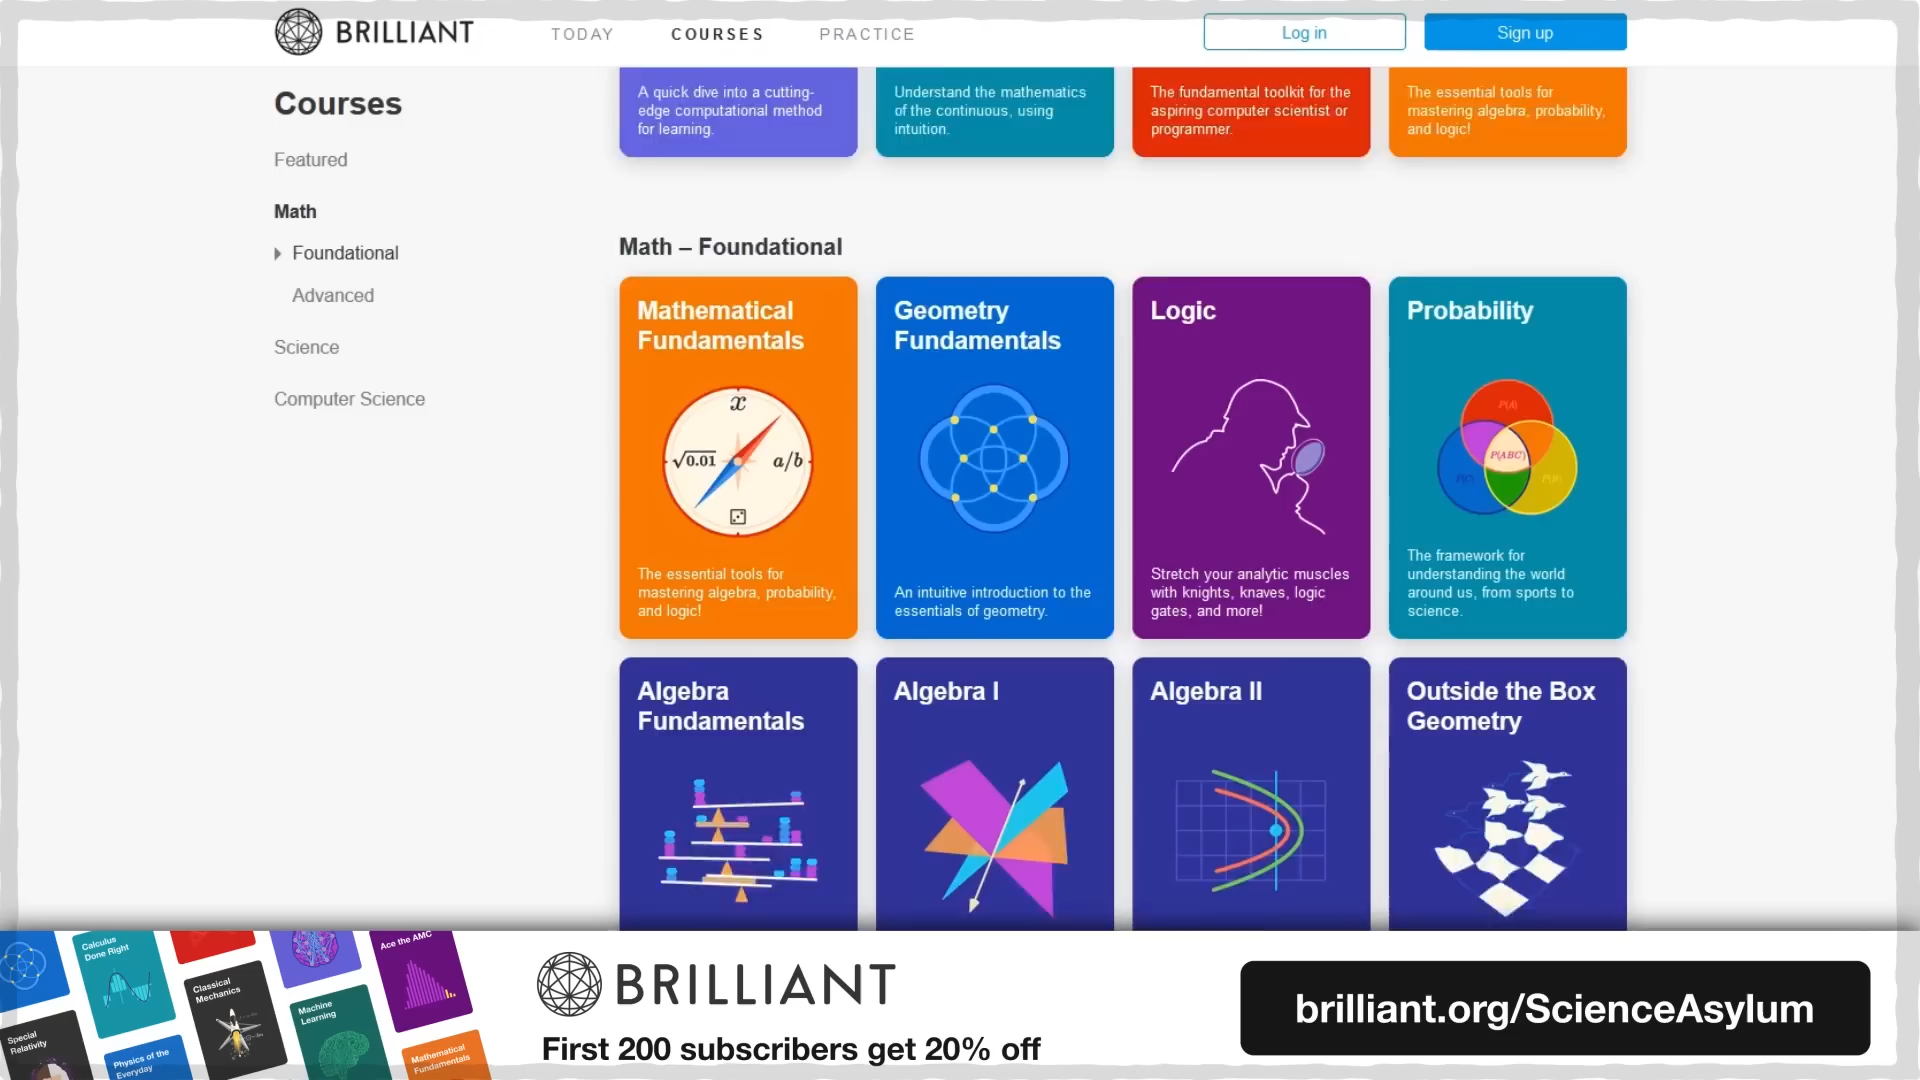 BRILLIANT
TODAY
COURSES
PRACTICE
Log in
Sign up
Courses
Featured
Math
Foundational
Advanced
Science
Computer Science
A quick dive into a cutting-
edge computational method
for learning.
Understand the mathematics
of the continuous, using
intuition.
The fundamental toolkit for the
aspiring computer scientist or
programmer.
The essential tools for
mastering algebra, probability,
and logic!
Math – Foundational
Mathematical
Fundamentals
x
√0.01
a/b
The essential tools for
mastering algebra, probability,
and logic!
Geometry
Fundamentals
An intuitive introduction to the
essentials of geometry.
Logic
Stretch your analytic muscles
with knights, knaves, logic
gates, and more!
Probability
P(A)
P(ABC)
P(C)
P(B)
The framework for
understanding the world
around us, from sports to
science.
Algebra
Fundamentals
Algebra I
Algebra II
Outside the Box
Geometry
Calculus
Done Right
Ace the AMC
Classical
Mechanics
Machine
Learning
Special
Relativity
Physics of the
Everyday
Mathematical
Fundamentals
BRILLIANT
First 200 subscribers get 20% off
brilliant.org/ScienceAsylum